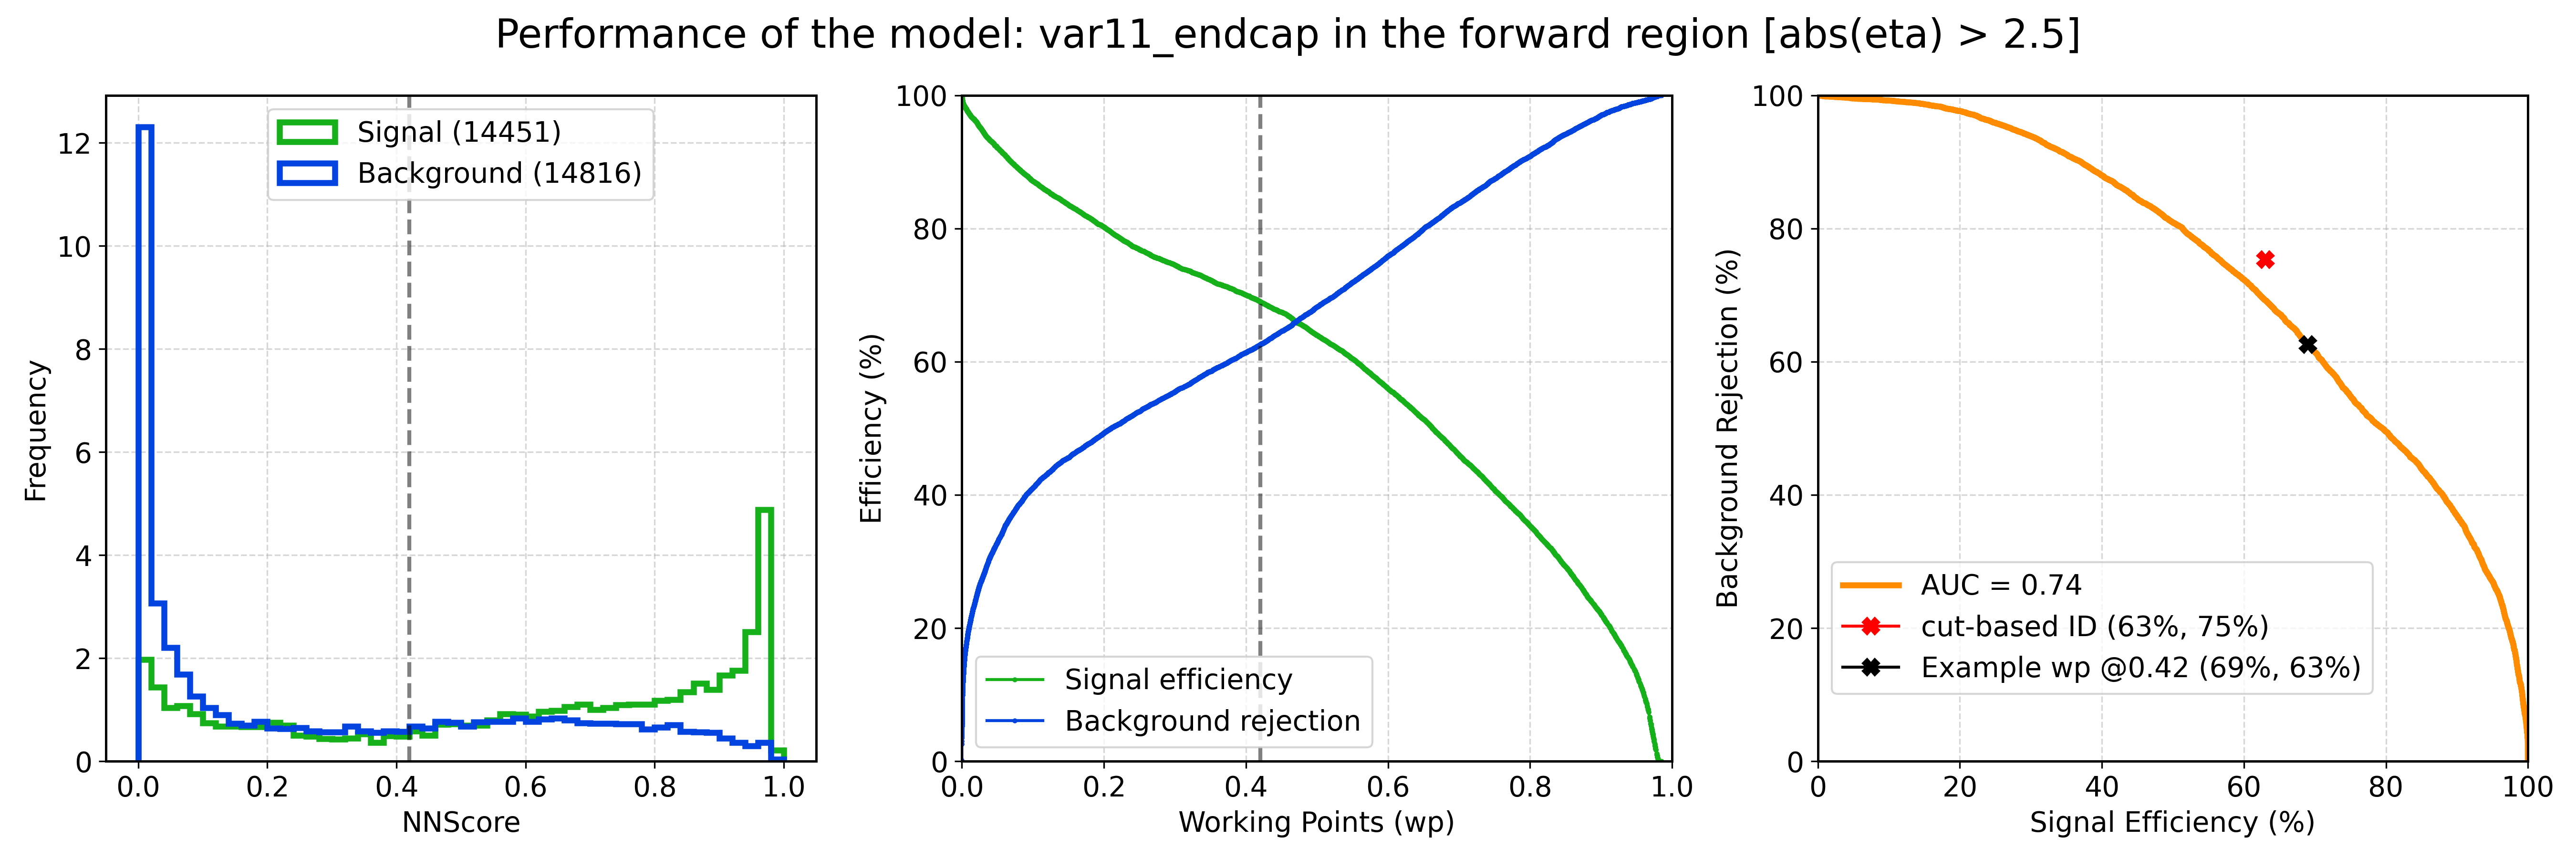 Performance of the model: var11_endcap in the forward region [abs(eta) > 2.5]
Signal (14451)
Background (14816)
12
10
8
6
4
2
0
Frequency
0.0 0.2 0.4 0.6 0.8 1.0
NNScore
100
80
60
40
20
0
Efficiency (%)
Signal efficiency
Background rejection
0.0 0.2 0.4 0.6 0.8 1.0
Working Points (wp)
100
80
60
40
20
0
Background Rejection (%)
AUC = 0.74
cut-based ID (63%, 75%)
Example wp @0.42 (69%, 63%)
0 20 40 60 80 100
Signal Efficiency (%)